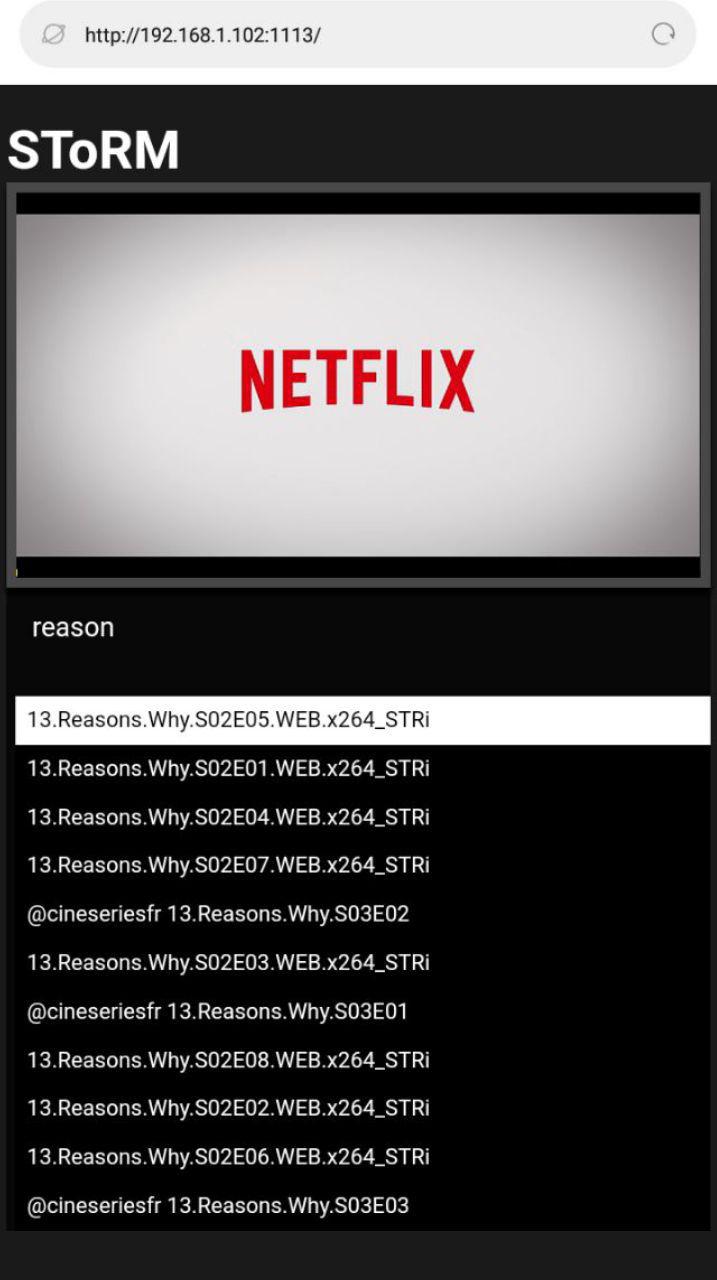 http://192.168.1.102:1113/
SToRM
NETFLIX
reason
13.Reasons.Why.S02E05.WEB.x264_STRi
13.Reasons.Why.S02E01.WEB.x264_STRi
13.Reasons.Why.S02E04.WEB.x264_STRi
13.Reasons.Why.S02E07.WEB.x264_STRi
@cineseriesfr 13.Reasons.Why.S03E02
13.Reasons.Why.S02E03.WEB.x264_STRi
@cineseriesfr 13.Reasons.Why.S03E01
13.Reasons.Why.S02E08.WEB.x264_STRi
13.Reasons.Why.S02E02.WEB.x264_STRi
13.Reasons.Why.S02E06.WEB.x264_STRi
@cineseriesfr 13.Reasons.Why.S03E03